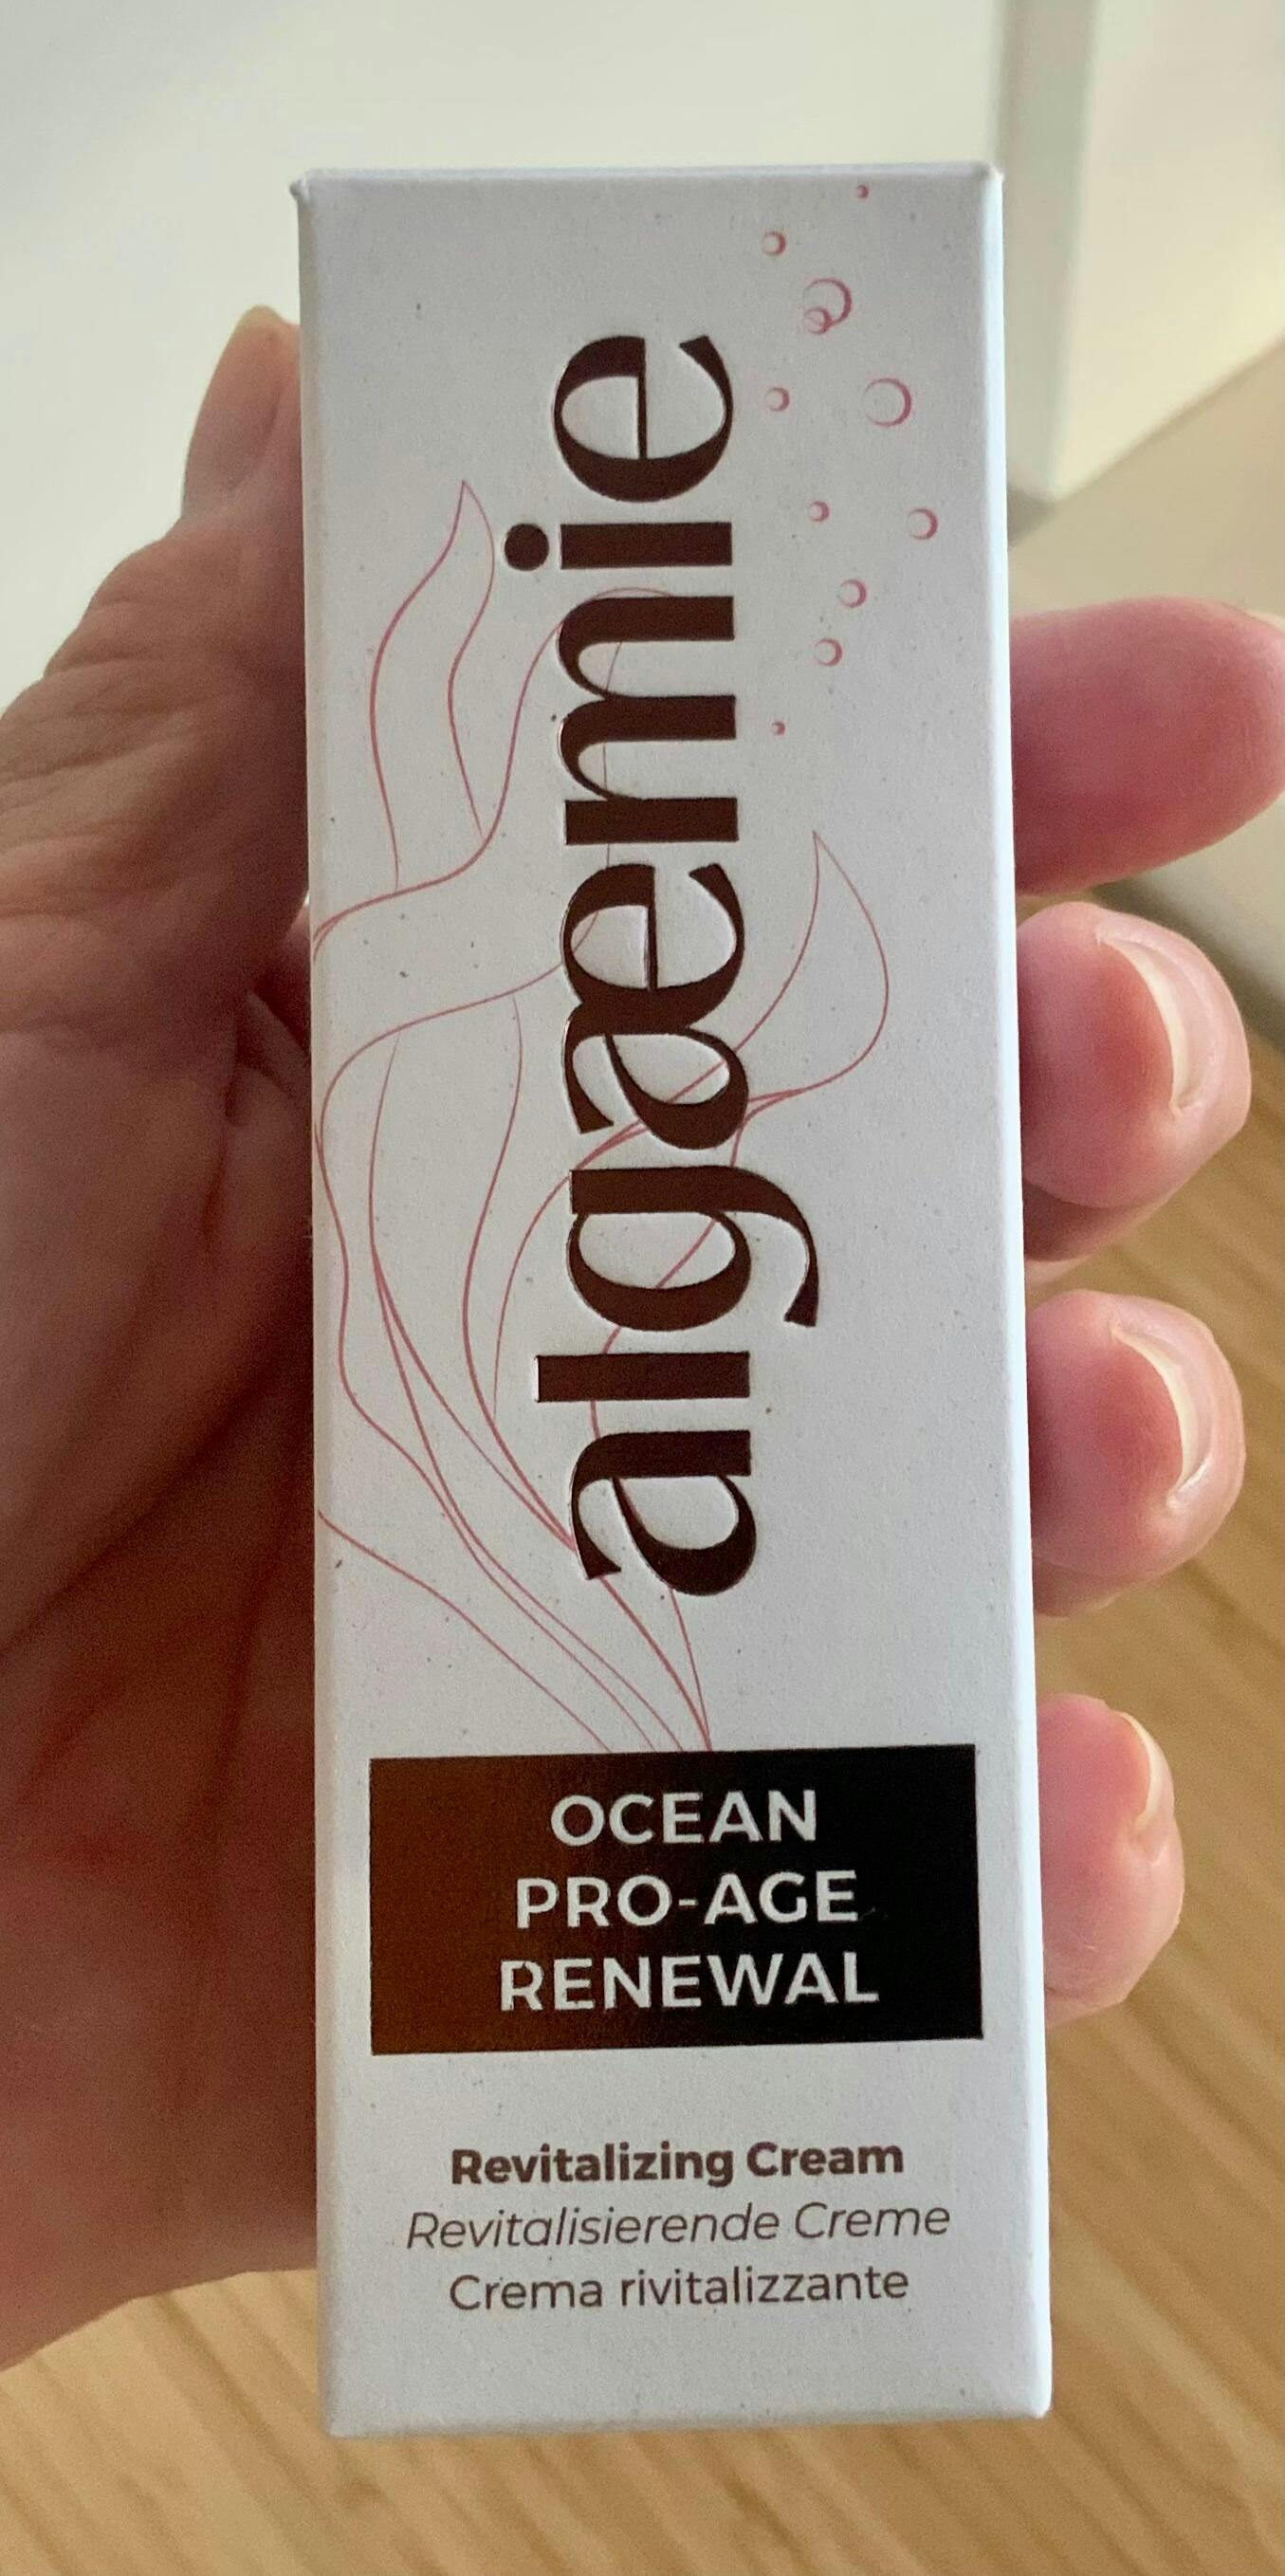 algæmie
OCEAN
PRO-AGE
RENEWAL
Revitalizing Cream
Revitalisierende Creme
Crema rivitalizzante